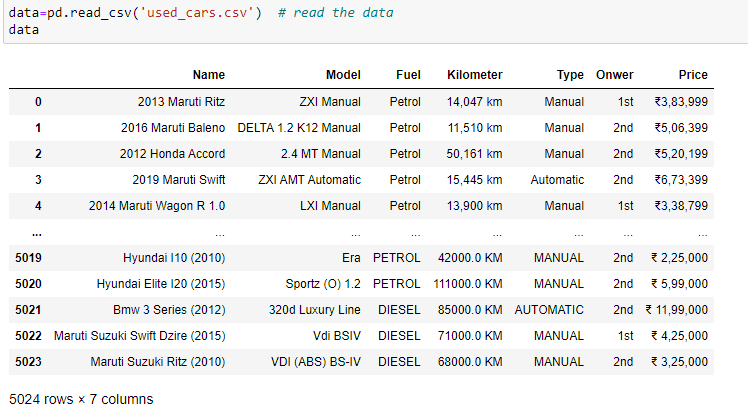 data=pd.read_csv('used_cars.csv')  # read the data
data
Name Model Fuel Kilometer Type Onwer Price
0 2013 Maruti Ritz ZXI Manual Petrol 14,047 km Manual 1st ₹3,83,999
1 2016 Maruti Baleno DELTA 1.2 K12 Manual Petrol 11,510 km Manual 2nd ₹5,06,399
2 2012 Honda Accord 2.4 MT Manual Petrol 50,161 km Manual 2nd ₹5,20,199
3 2019 Maruti Swift ZXI AMT Automatic Petrol 15,445 km Automatic 2nd ₹6,73,399
4 2014 Maruti Wagon R 1.0 LXI Manual Petrol 13,900 km Manual 1st ₹3,38,799
... ... ... ... ... ... ... ...
5019 Hyundai I10 (2010) Era PETROL 42000.0 KM MANUAL 2nd ₹ 2,25,000
5020 Hyundai Elite I20 (2015) Sportz (O) 1.2 PETROL 111000.0 KM MANUAL 2nd ₹ 5,99,000
5021 Bmw 3 Series (2012) 320d Luxury Line DIESEL 85000.0 KM AUTOMATIC 2nd ₹ 11,99,000
5022 Maruti Suzuki Swift Dzire (2015) Vdi BSIV DIESEL 71000.0 KM MANUAL 1st ₹ 4,25,000
5023 Maruti Suzuki Ritz (2010) VDI (ABS) BS-IV DIESEL 68000.0 KM MANUAL 2nd ₹ 3,25,000
5024 rows × 7 columns